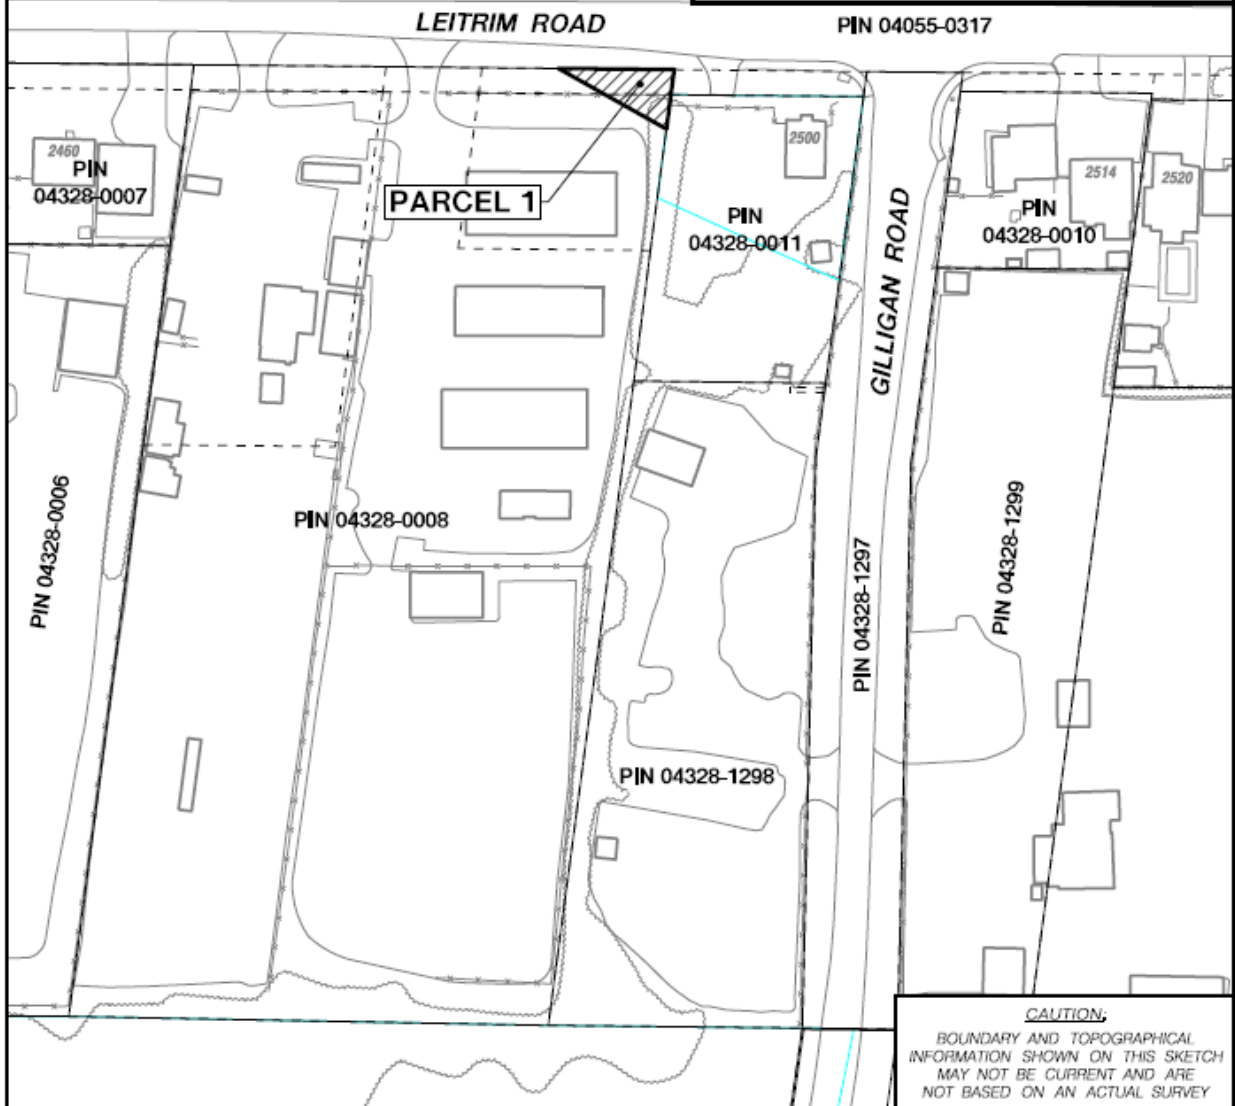 LEITRIM ROAD
PIN 04055-0317
2460
PIN
04328-0007
PARCEL 1
2500
PIN
04328-0011
GILLIGAN ROAD
2514
2520
PIN
04328-0010
PIN 04328-0006
PIN 04328-0008
PIN 04328-1297
PIN 04328-1299
PIN 04328-1298
CAUTION:
BOUNDARY AND TOPOGRAPHICAL
INFORMATION SHOWN ON THIS SKETCH
MAY NOT BE CURRENT AND ARE
NOT BASED ON AN ACTUAL SURVEY